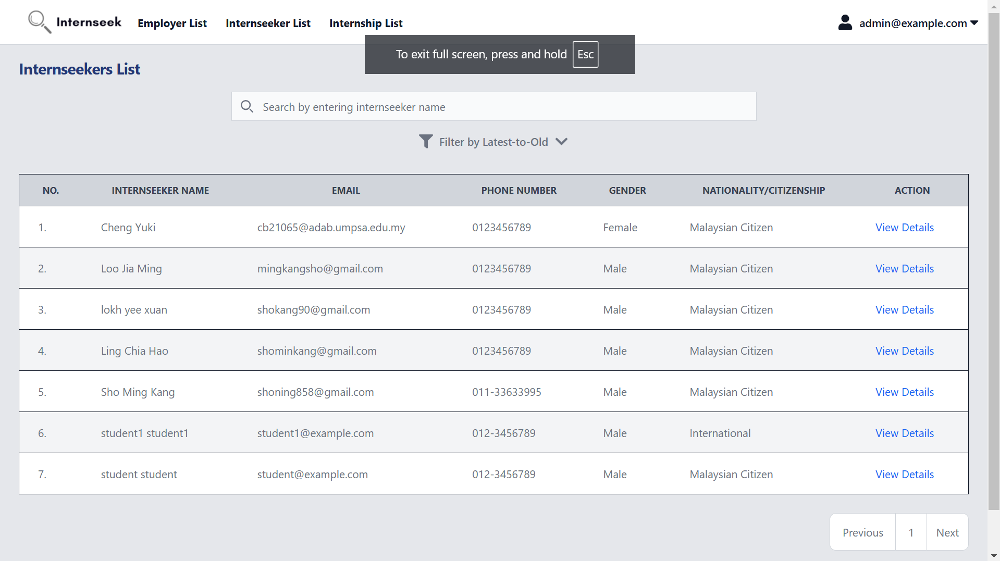 Internseek Employer List Internseeker List Internship List admin@example.com
To exit full screen, press and hold Esc
Internseekers List
Search by entering internseeker name
Filter by Latest-to-Old
NO. INTERNSEEKER NAME EMAIL PHONE NUMBER GENDER NATIONALITY/CITIZENSHIP ACTION
1. Cheng Yuki cb21065@adab.umpsa.edu.my 0123456789 Female Malaysian Citizen View Details
2. Loo Jia Ming mingkangsho@gmail.com 0123456789 Male Malaysian Citizen View Details
3. lokh yee xuan shokang90@gmail.com 0123456789 Male Malaysian Citizen View Details
4. Ling Chia Hao shominkang@gmail.com 0123456789 Male Malaysian Citizen View Details
5. Sho Ming Kang shoning858@gmail.com 011-33633995 Male Malaysian Citizen View Details
6. student1 student1 student1@example.com 012-3456789 Male International View Details
7. student student student@example.com 012-3456789 Male Malaysian Citizen View Details
Previous 1 Next